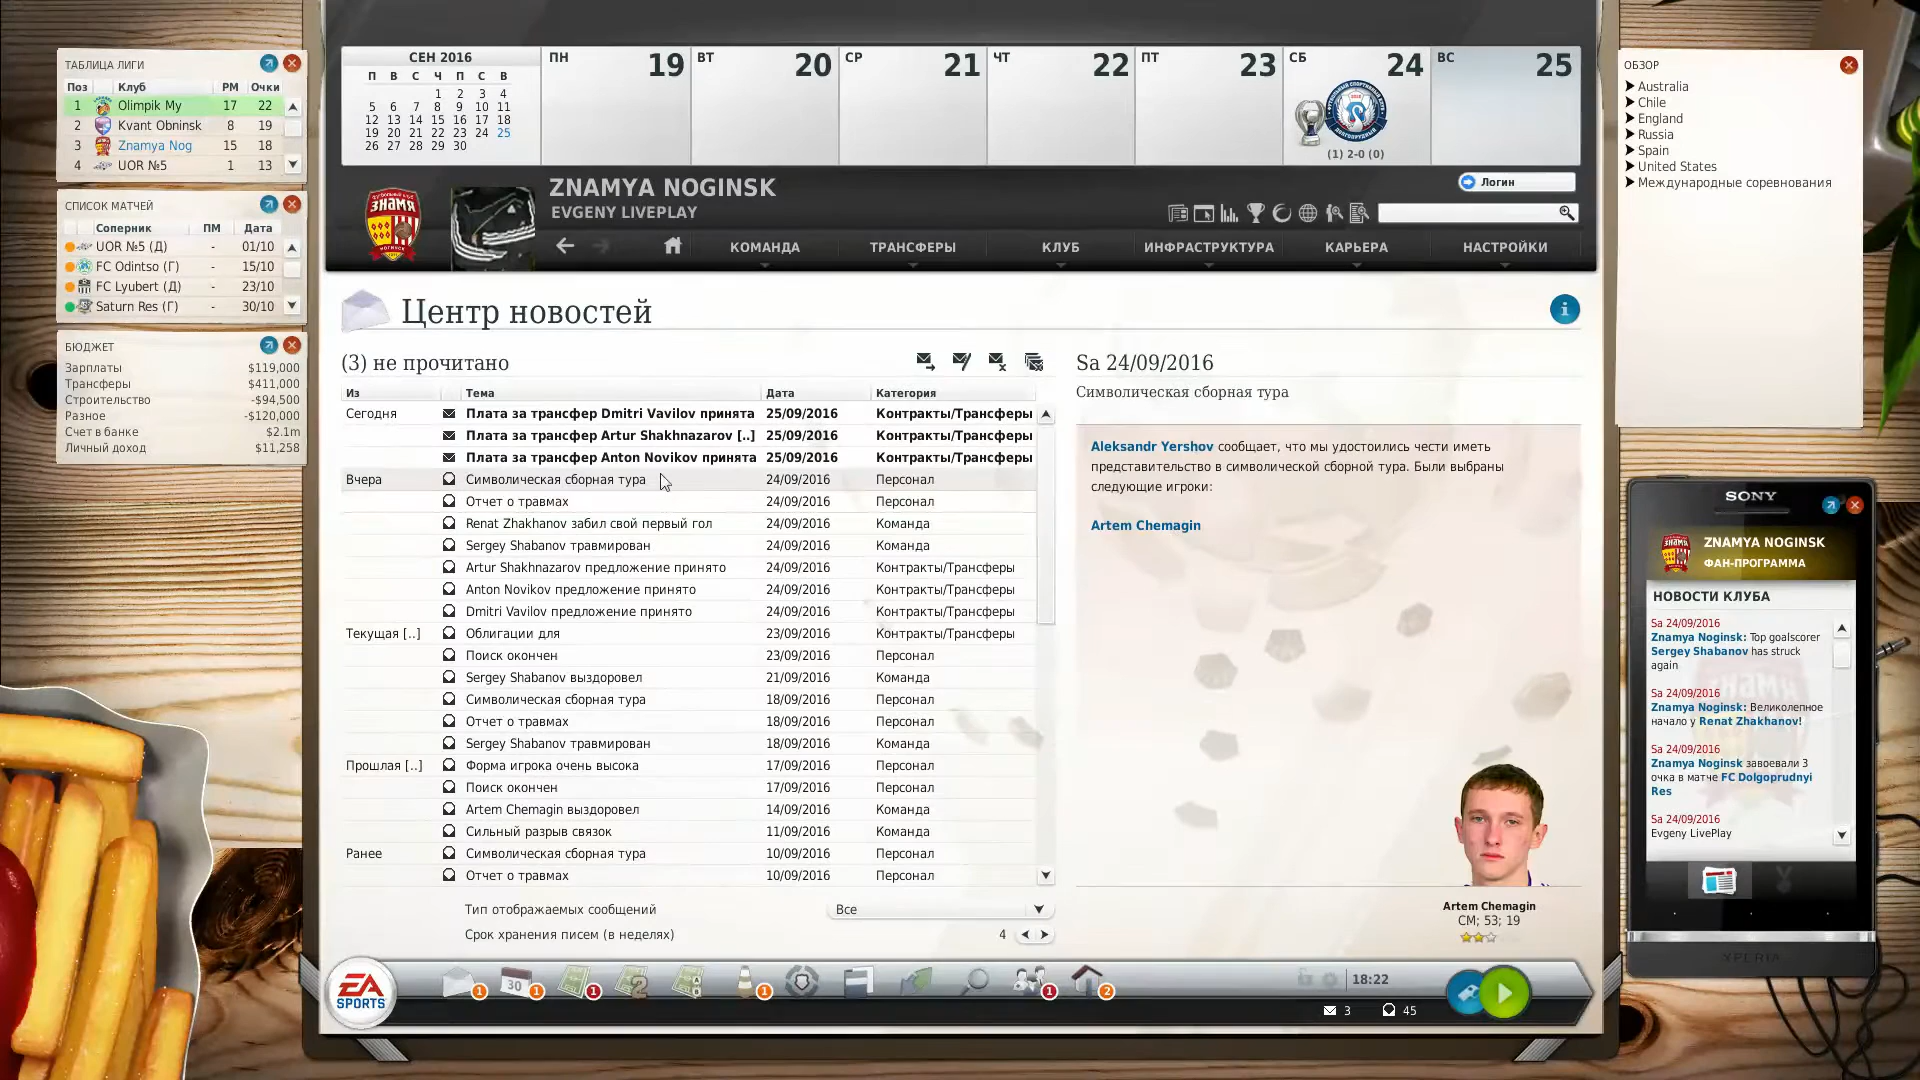 ТАБЛИЦА ЛИГИ
Поз Клуб РМ Очки
1 Olimpik My 17 22
2 Kvant Obninsk 8 19
3 Znamya Nog 15 18
4 UOR №5 1 13
СПИСОК МАТЧЕЙ
Соперник ПМ Дата
UOR №5 (Д) - 01/10
FC Odintso (Г) - 15/10
FC Lyubert (Д) - 23/10
Saturn Res (Г) - 30/10
БЮДЖЕТ
Зарплаты $119,000
Трансферы $411,000
Строительство -$94,500
Разное -$120,000
Счет в банке $2.1m
Личный доход $11,258
СЕН 2016
П В С Ч П С В
1 2 3 4
5 6 7 8 9 10 11
12 13 14 15 16 17 18
19 20 21 22 23 24 25
26 27 28 29 30
ПН 19 ВТ 20 СР 21 ЧТ 22 ПТ 23 СБ 24 ВС 25
(1) 2-0 (0)
ЗНАМЯ
НОГИНСК
ZNAMYA NOGINSK
EVGENY LIVEPLAY
Логин
КОМАНДА ТРАНСФЕРЫ КЛУБ ИНФРАСТРУКТУРА КАРЬЕРА НАСТРОЙКИ
Центр новостей
(3) не прочитано
Из Тема Дата Категория
Сегодня Плата за трансфер Dmitri Vavilov принята 25/09/2016 Контракты/Трансферы
Плата за трансфер Artur Shakhnazarov [..] 25/09/2016 Контракты/Трансферы
Плата за трансфер Anton Novikov принята 25/09/2016 Контракты/Трансферы
Вчера Символическая сборная тура 24/09/2016 Персонал
Отчет о травмах 24/09/2016 Персонал
Renat Zhakhanov забил свой первый гол 24/09/2016 Команда
Sergey Shabanov травмирован 24/09/2016 Команда
Artur Shakhnazarov предложение принято 24/09/2016 Контракты/Трансферы
Anton Novikov предложение принято 24/09/2016 Контракты/Трансферы
Dmitri Vavilov предложение принято 24/09/2016 Контракты/Трансферы
Текущая [..] Облигации для 23/09/2016 Контракты/Трансферы
Поиск окончен 23/09/2016 Персонал
Sergey Shabanov выздоровел 21/09/2016 Команда
Символическая сборная тура 18/09/2016 Персонал
Отчет о травмах 18/09/2016 Персонал
Sergey Shabanov травмирован 18/09/2016 Команда
Прошлая [..] Форма игрока очень высока 17/09/2016 Персонал
Поиск окончен 17/09/2016 Персонал
Artem Chemagin выздоровел 14/09/2016 Команда
Сильный разрыв связок 11/09/2016 Команда
Ранее Символическая сборная тура 10/09/2016 Персонал
Отчет о травмах 10/09/2016 Персонал
Тип отображаемых сообщений Все
Срок хранения писем (в неделях) 4
Sa 24/09/2016
Символическая сборная тура
Aleksandr Yershov сообщает, что мы удостоились чести иметь
представительство в символической сборной тура. Были выбраны
следующие игроки:
Artem Chemagin
Artem Chemagin
CM; 53; 19
EA
SPORTS
1 30 1 1 2 1 1 2
18:22
3 45
ОБЗОР
Australia
Chile
England
Russia
Spain
United States
Международные соревнования
SONY
ZNAMYA NOGINSK
ФАН-ПРОГРАММА
НОВОСТИ КЛУБА
Sa 24/09/2016
Znamya Noginsk: Top goalscorer
Sergey Shabanov has struck
again
Sa 24/09/2016
Znamya Noginsk: Великолепное
начало у Renat Zhakhanov!
Sa 24/09/2016
Znamya Noginsk завоевали 3
очка в матче FC Dolgoprudnyi
Res
Sa 24/09/2016
Evgeny LivePlay
XPERIA